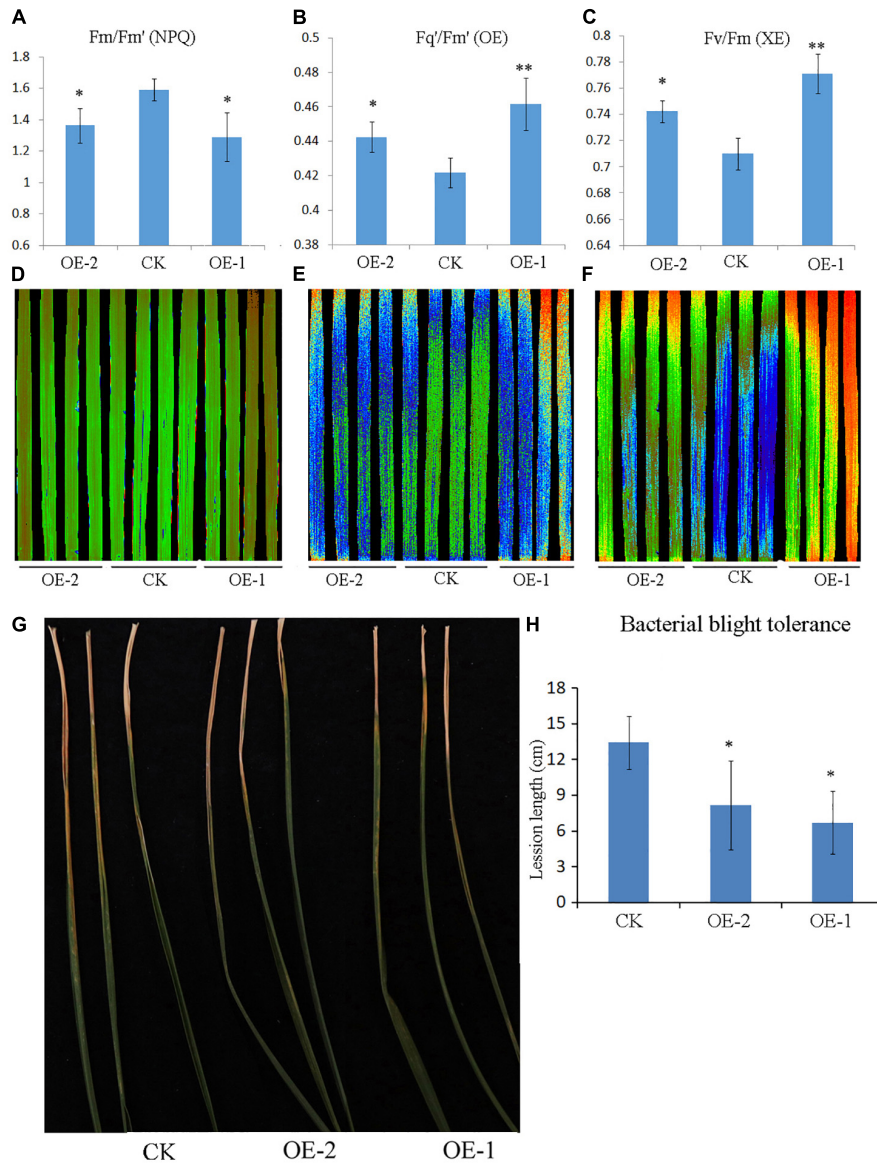 A
Fm/Fm' (NPQ)
1.8
1.6
1.4
1.2
1
0.8
0.6
*
*
OE-2
CK
OE-1
B
Fq'/Fm' (OE)
0.5
0.48
0.46
0.44
0.42
0.4
0.38
*
**
OE-2
CK
OE-1
C
Fv/Fm (XE)
0.8
0.78
0.76
0.74
0.72
0.7
0.68
0.66
0.64
*
**
OE-2
CK
OE-1
D
OE-2
CK
OE-1
E
OE-2
CK
OE-1
F
OE-2
CK
OE-1
G
CK
OE-2
OE-1
H
Bacterial blight tolerance
Lession length (cm)
18
15
12
9
6
3
0
*
*
CK
OE-2
OE-1